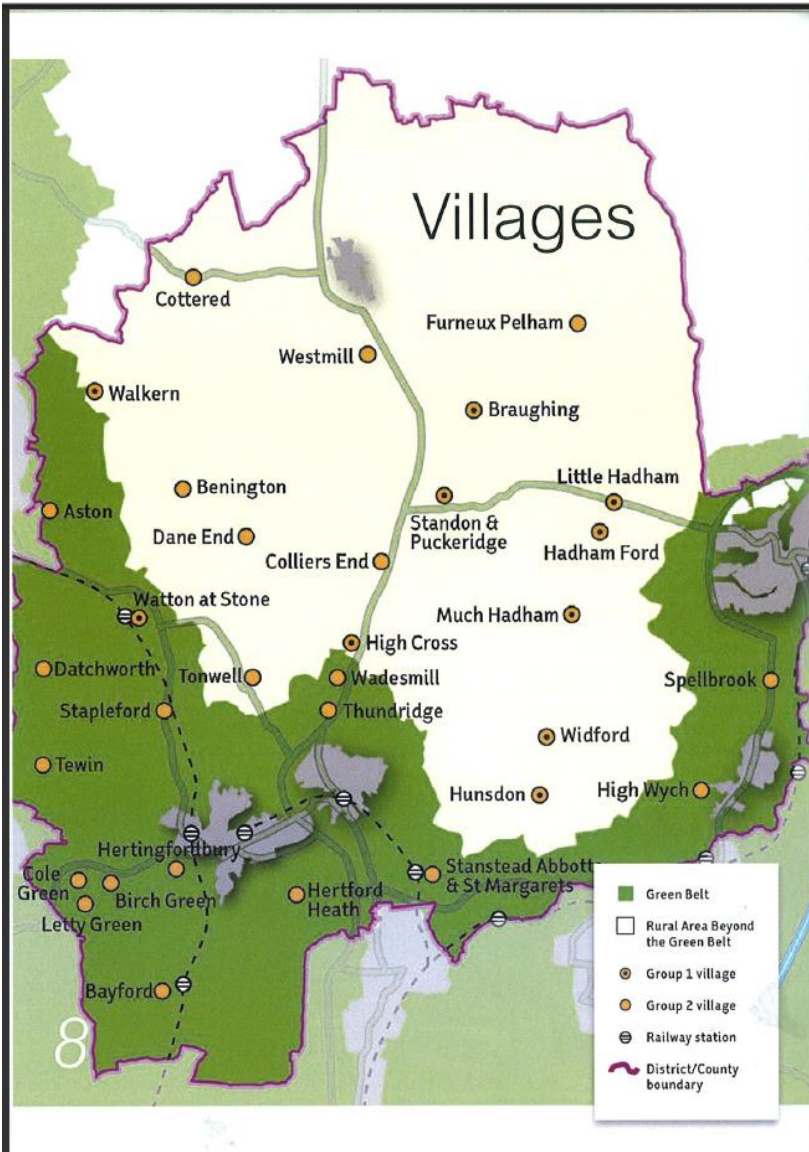 Villages
Cottered
Furneux Pelham
Westmill
Walkern
Braughing
Benington
Little Hadham
Aston
Standon &
Puckeridge
Dane End
Hadham Ford
Colliers End
Watton at Stone
Much Hadham
High Cross
Datchworth
Tonwell
Wadesmill
Spellbrook
Stapleford
Thundridge
Widford
Tewin
Hunsdon
High Wych
Hertingfordbury
Cole
Green
Birch Green
Letty Green
Hertford
Heath
Stanstead Abbotts
& St Margarets
Bayford
8
Green Belt
Rural Area Beyond
the Green Belt
Group 1 village
Group 2 village
Railway station
District/County
boundary